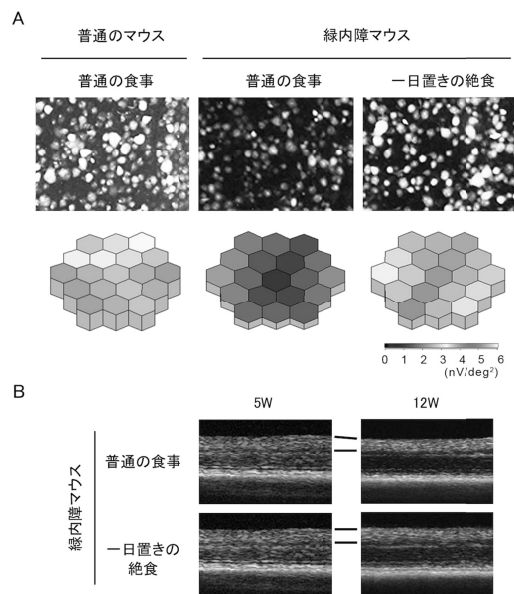 A
普通のマウス 緑内障マウス
普通の食事 普通の食事 一日置きの絶食
0 1 2 3 4 5 6
(nV/deg²)
B
5W 12W
緑内障マウス
普通の食事
一日置きの
絶食